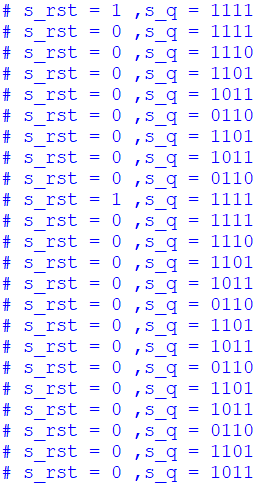 # s_rst = 1 ,s_q = 1111
# s_rst = 0 ,s_q = 1111
# s_rst = 0 ,s_q = 1110
# s_rst = 0 ,s_q = 1101
# s_rst = 0 ,s_q = 1011
# s_rst = 0 ,s_q = 0110
# s_rst = 0 ,s_q = 1101
# s_rst = 0 ,s_q = 1011
# s_rst = 0 ,s_q = 0110
# s_rst = 1 ,s_q = 1111
# s_rst = 0 ,s_q = 1111
# s_rst = 0 ,s_q = 1110
# s_rst = 0 ,s_q = 1101
# s_rst = 0 ,s_q = 1011
# s_rst = 0 ,s_q = 0110
# s_rst = 0 ,s_q = 1101
# s_rst = 0 ,s_q = 1011
# s_rst = 0 ,s_q = 0110
# s_rst = 0 ,s_q = 1101
# s_rst = 0 ,s_q = 1011
# s_rst = 0 ,s_q = 0110
# s_rst = 0 ,s_q = 1101
# s_rst = 0 ,s_q = 1011